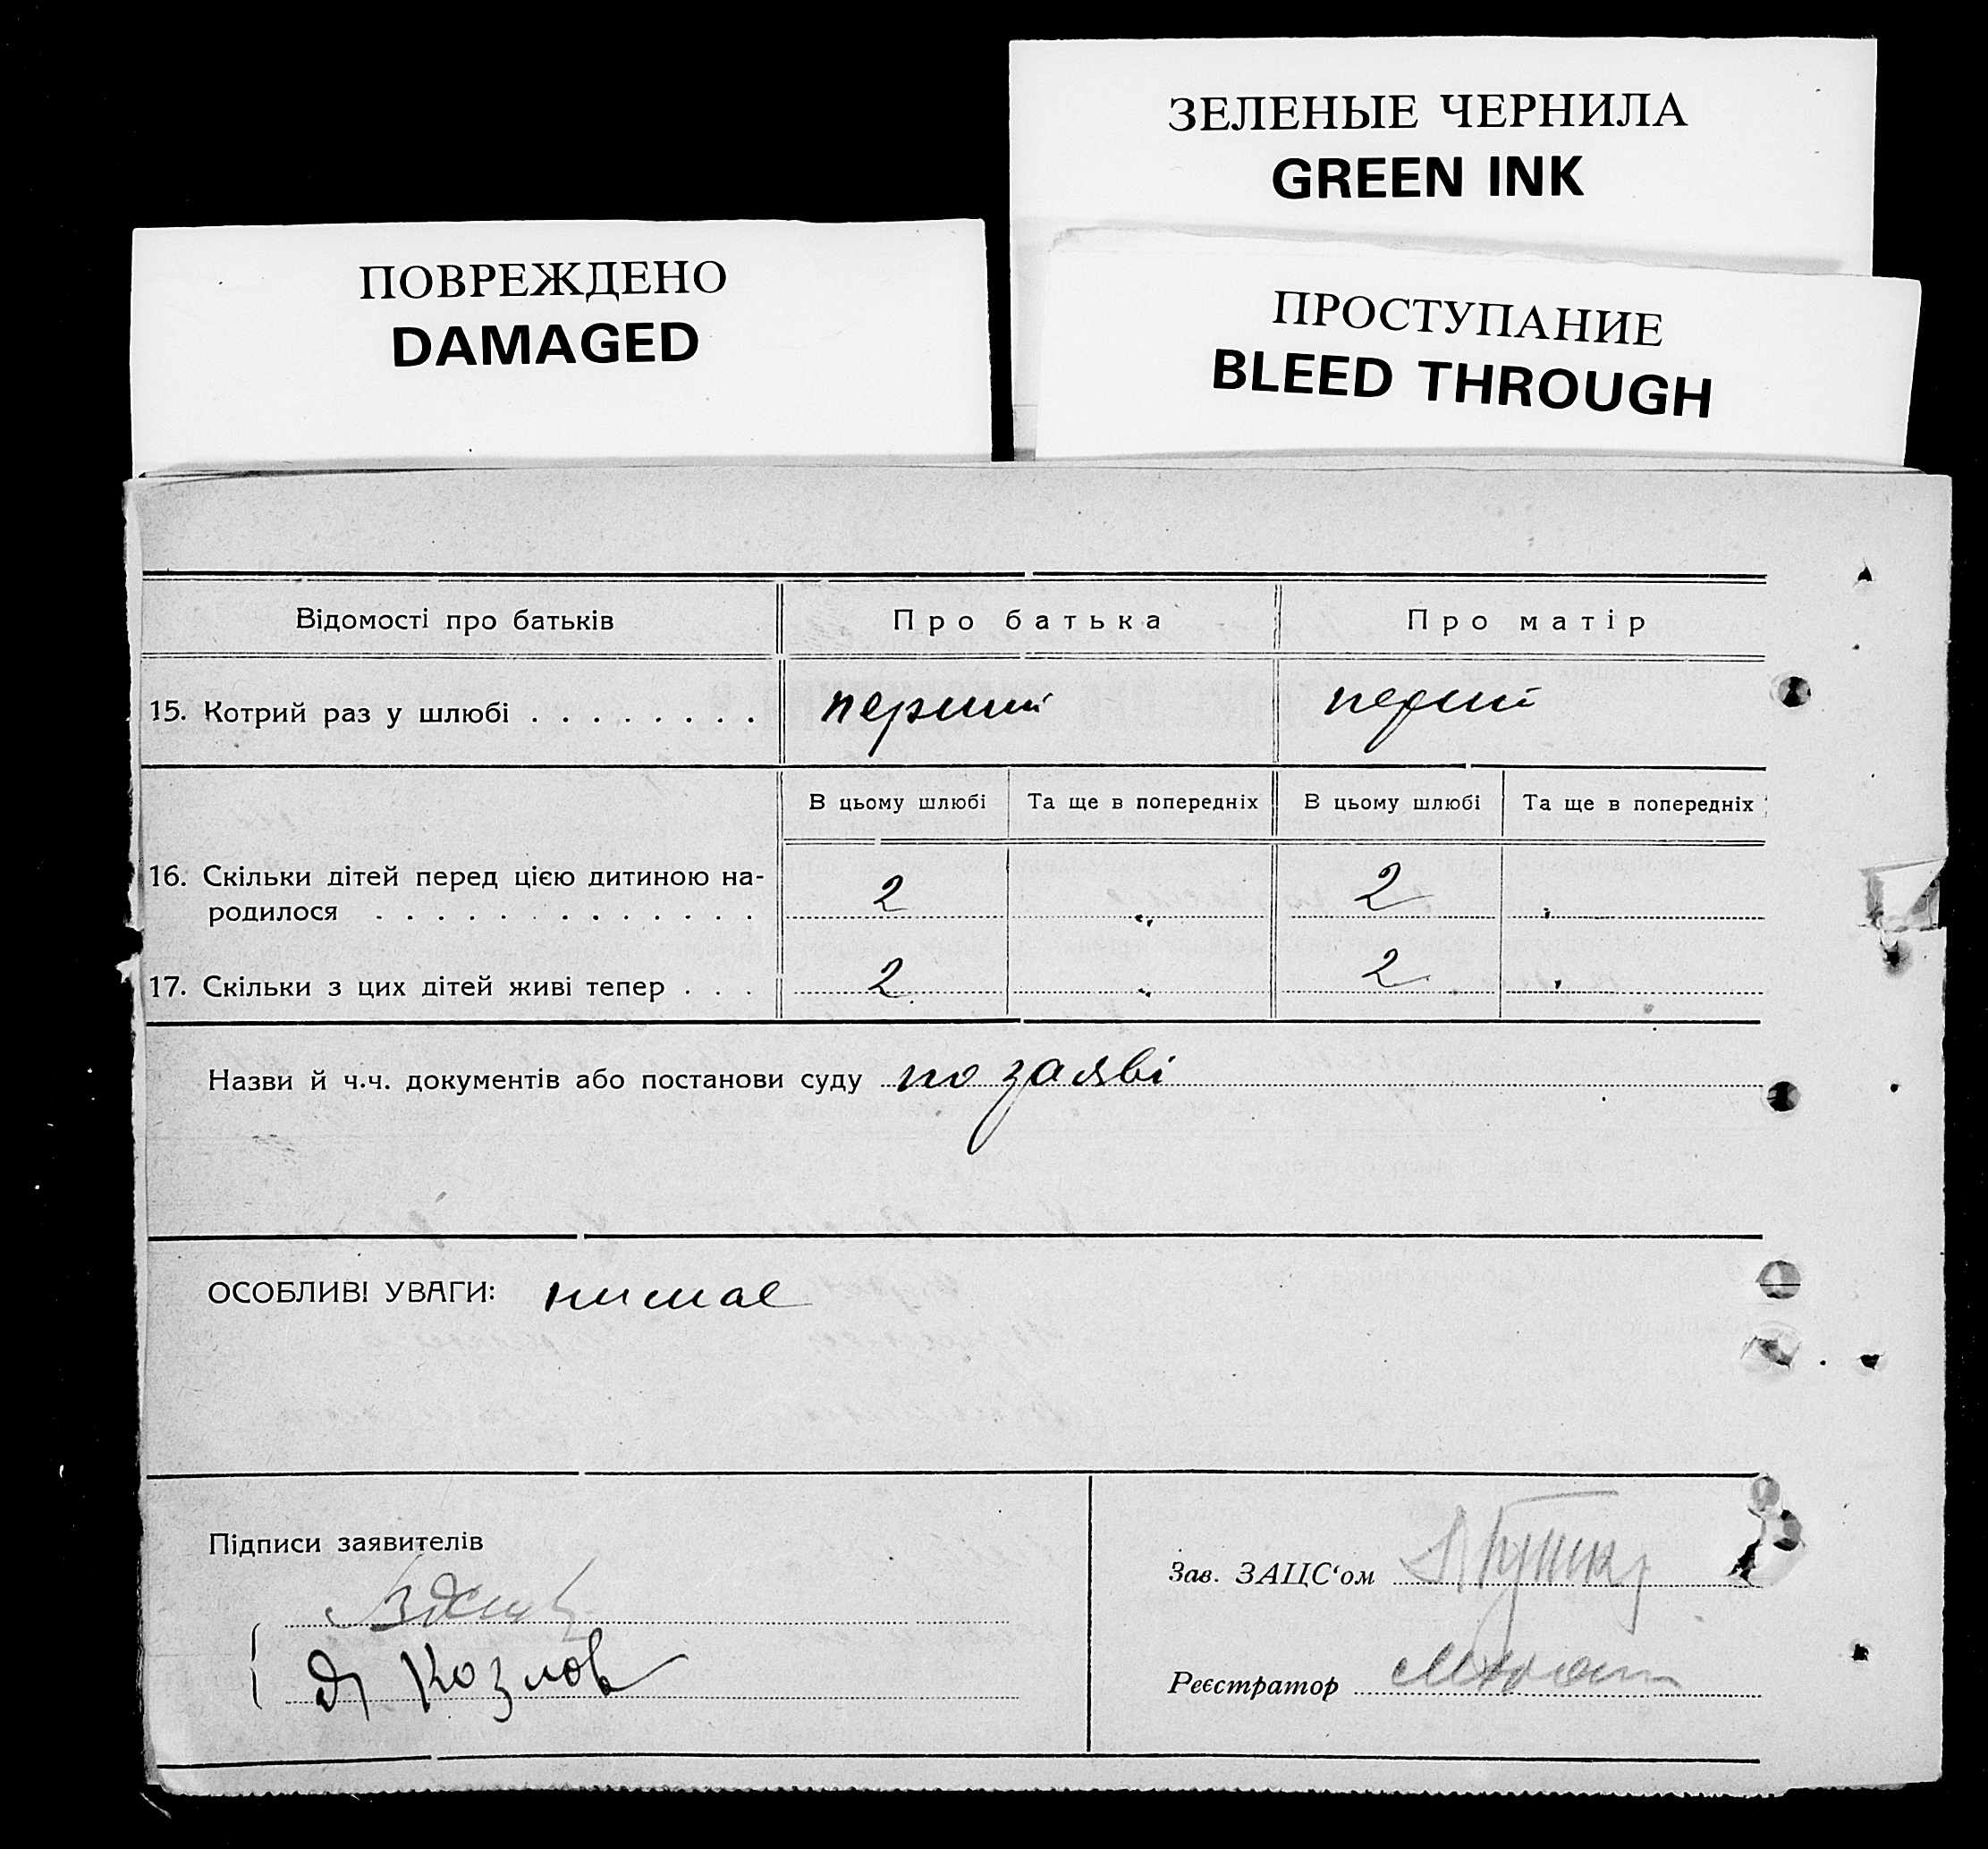 ЗЕЛЕНЫЕ ЧЕРНИЛА
GREEN INK
ПОВРЕЖДЕНО
DAMAGED
ПРОСТУПАНИЕ
BLEED THROUGH
Відомості про батьків Про батька Про матір
15. Котрий раз у шлюбі . . . . . . . . перший перший
В цьому шлюбі Та ще в попередніх В цьому шлюбі Та ще в попередніх
16. Скільки дітей перед цією дитиною на-
родилося . . . . . . . . . . . . . 2 „ 2
17. Скільки з цих дітей живі тепер . . . 2 „ 2
Назви й ч.ч. документів або постанови суду по заяві
ОСОБЛИВІ УВАГИ: нимае
Підписи заявителів
Зав. ЗАЦС‘ом
Д Козлов
Реєстратор